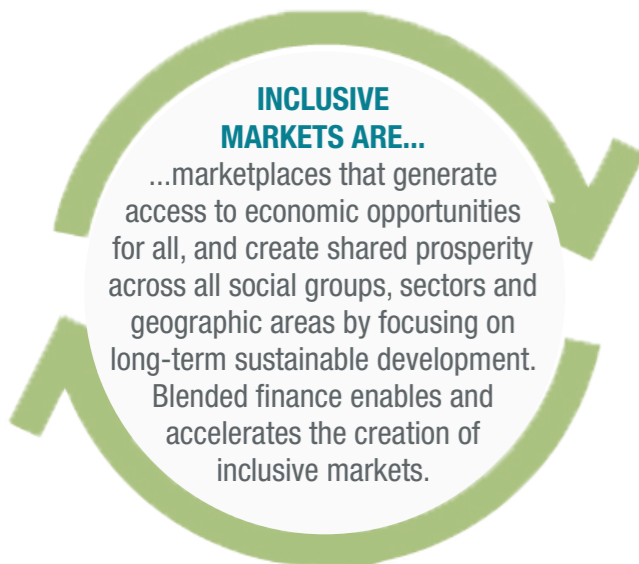 INCLUSIVE
MARKETS ARE...
...marketplaces that generate
access to economic opportunities
for all, and create shared prosperity
across all social groups, sectors and
geographic areas by focusing on
long-term sustainable development.
Blended finance enables and
accelerates the creation of
inclusive markets.